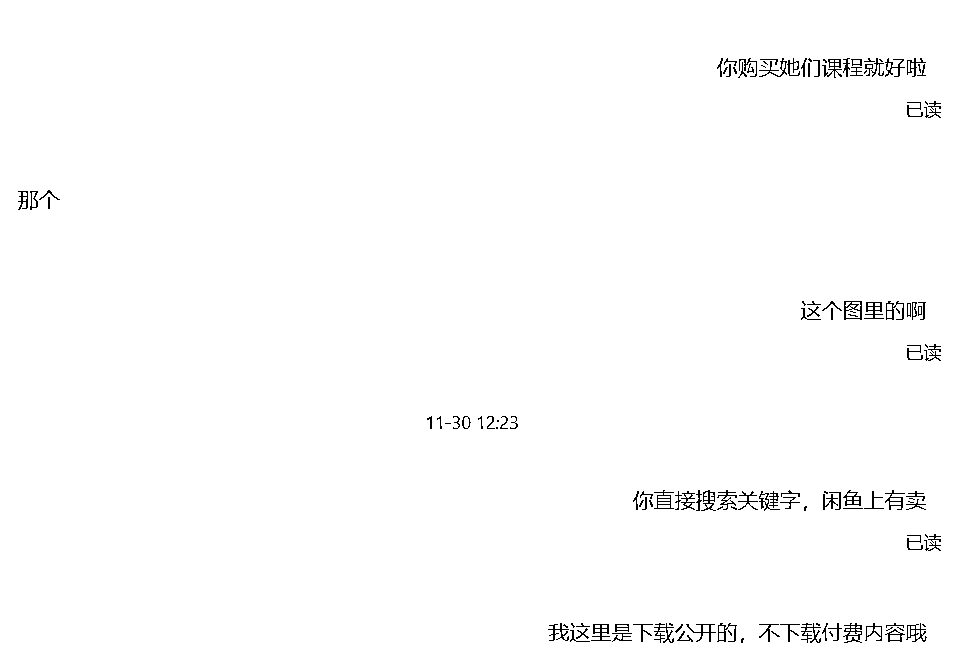 你购买她们课程就好啦
已读
那个
这个图里的啊
已读
11-30 12:23
你直接搜索关键字，闲鱼上有卖
已读
我这里是下载公开的，不下载付费内容哦